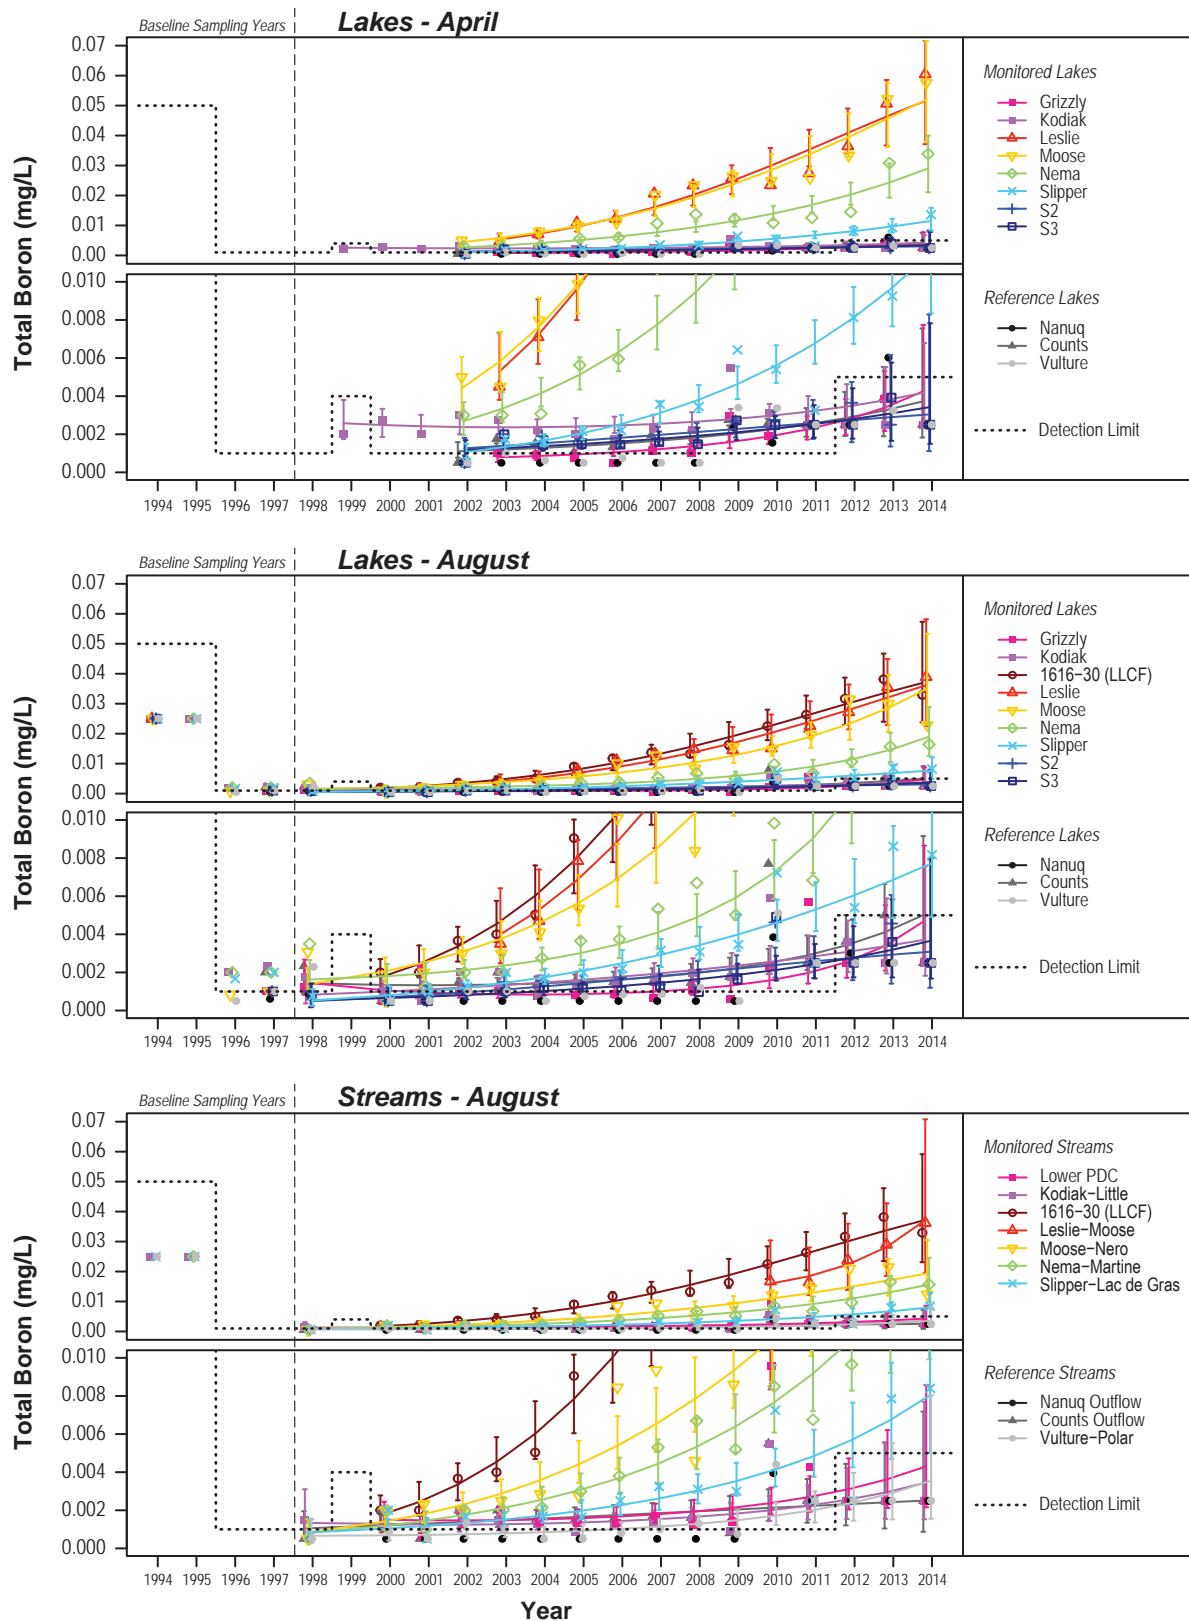 Baseline Sampling Years
Lakes - April
0.07
0.06
0.05
0.04
0.03
0.02
0.01
0.00
0.010
0.008
0.006
0.004
0.002
0.000
Total Boron (mg/L)
1994 1995 1996 1997 1998 1999 2000 2001 2002 2003 2004 2005 2006 2007 2008 2009 2010 2011 2012 2013 2014
Monitored Lakes
Grizzly
Kodiak
Leslie
Moose
Nema
Slipper
S2
S3
Reference Lakes
Nanuq
Counts
Vulture
Detection Limit
Baseline Sampling Years
Lakes - August
0.07
0.06
0.05
0.04
0.03
0.02
0.01
0.00
0.010
0.008
0.006
0.004
0.002
0.000
Total Boron (mg/L)
1994 1995 1996 1997 1998 1999 2000 2001 2002 2003 2004 2005 2006 2007 2008 2009 2010 2011 2012 2013 2014
Monitored Lakes
Grizzly
Kodiak
1616−30 (LLCF)
Leslie
Moose
Nema
Slipper
S2
S3
Reference Lakes
Nanuq
Counts
Vulture
Detection Limit
Baseline Sampling Years
Streams - August
0.07
0.06
0.05
0.04
0.03
0.02
0.01
0.00
0.010
0.008
0.006
0.004
0.002
0.000
Total Boron (mg/L)
1994 1995 1996 1997 1998 1999 2000 2001 2002 2003 2004 2005 2006 2007 2008 2009 2010 2011 2012 2013 2014
Year
Monitored Streams
Lower PDC
Kodiak−Little
1616−30 (LLCF)
Leslie−Moose
Moose−Nero
Nema−Martine
Slipper−Lac de Gras
Reference Streams
Nanuq Outflow
Counts Outflow
Vulture−Polar
Detection Limit